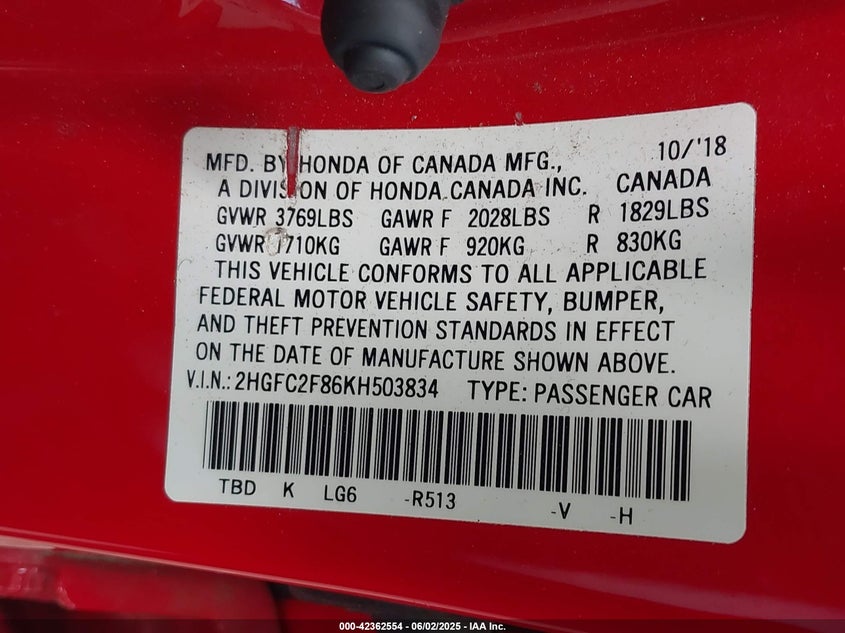 10/'18
MFD. BY HONDA OF CANADA MFG.,
A DIVISION OF HONDA CANADA INC. CANADA
GVWR 3769LBS GAWR F 2028LBS R 1829LBS
GVWR 1710KG GAWR F 920KG R 830KG
THIS VEHICLE CONFORMS TO ALL APPLICABLE
FEDERAL MOTOR VEHICLE SAFETY, BUMPER,
AND THEFT PREVENTION STANDARDS IN EFFECT
ON THE DATE OF MANUFACTURE SHOWN ABOVE.
V.I.N.: 2HGFC2F86KH503834 TYPE: PASSENGER CAR
TBD K LG6 -R513 -V -H
000-42362554 | 06/02/2025 - IAA Inc.